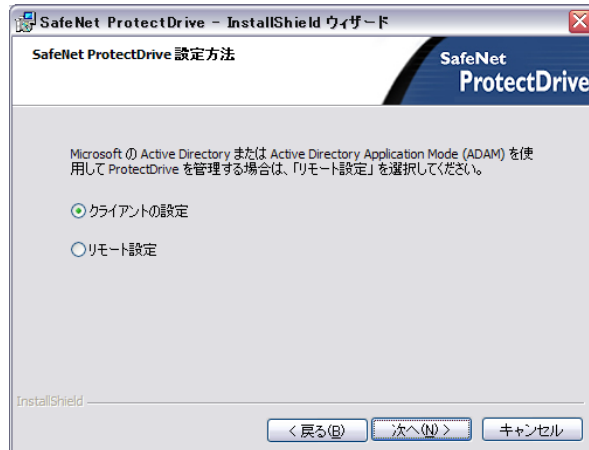 SafeNet ProtectDrive - InstallShield ウィザード
SafeNet ProtectDrive 設定方法
SafeNet
ProtectDrive
Microsoft の Active Directory または Active Directory Application Mode (ADAM) を使
用して ProtectDrive を管理する場合は、「リモート設定」 を選択してください。
クライアントの設定
リモート設定
InstallShield
< 戻る(B)
次へ(N) >
キャンセル